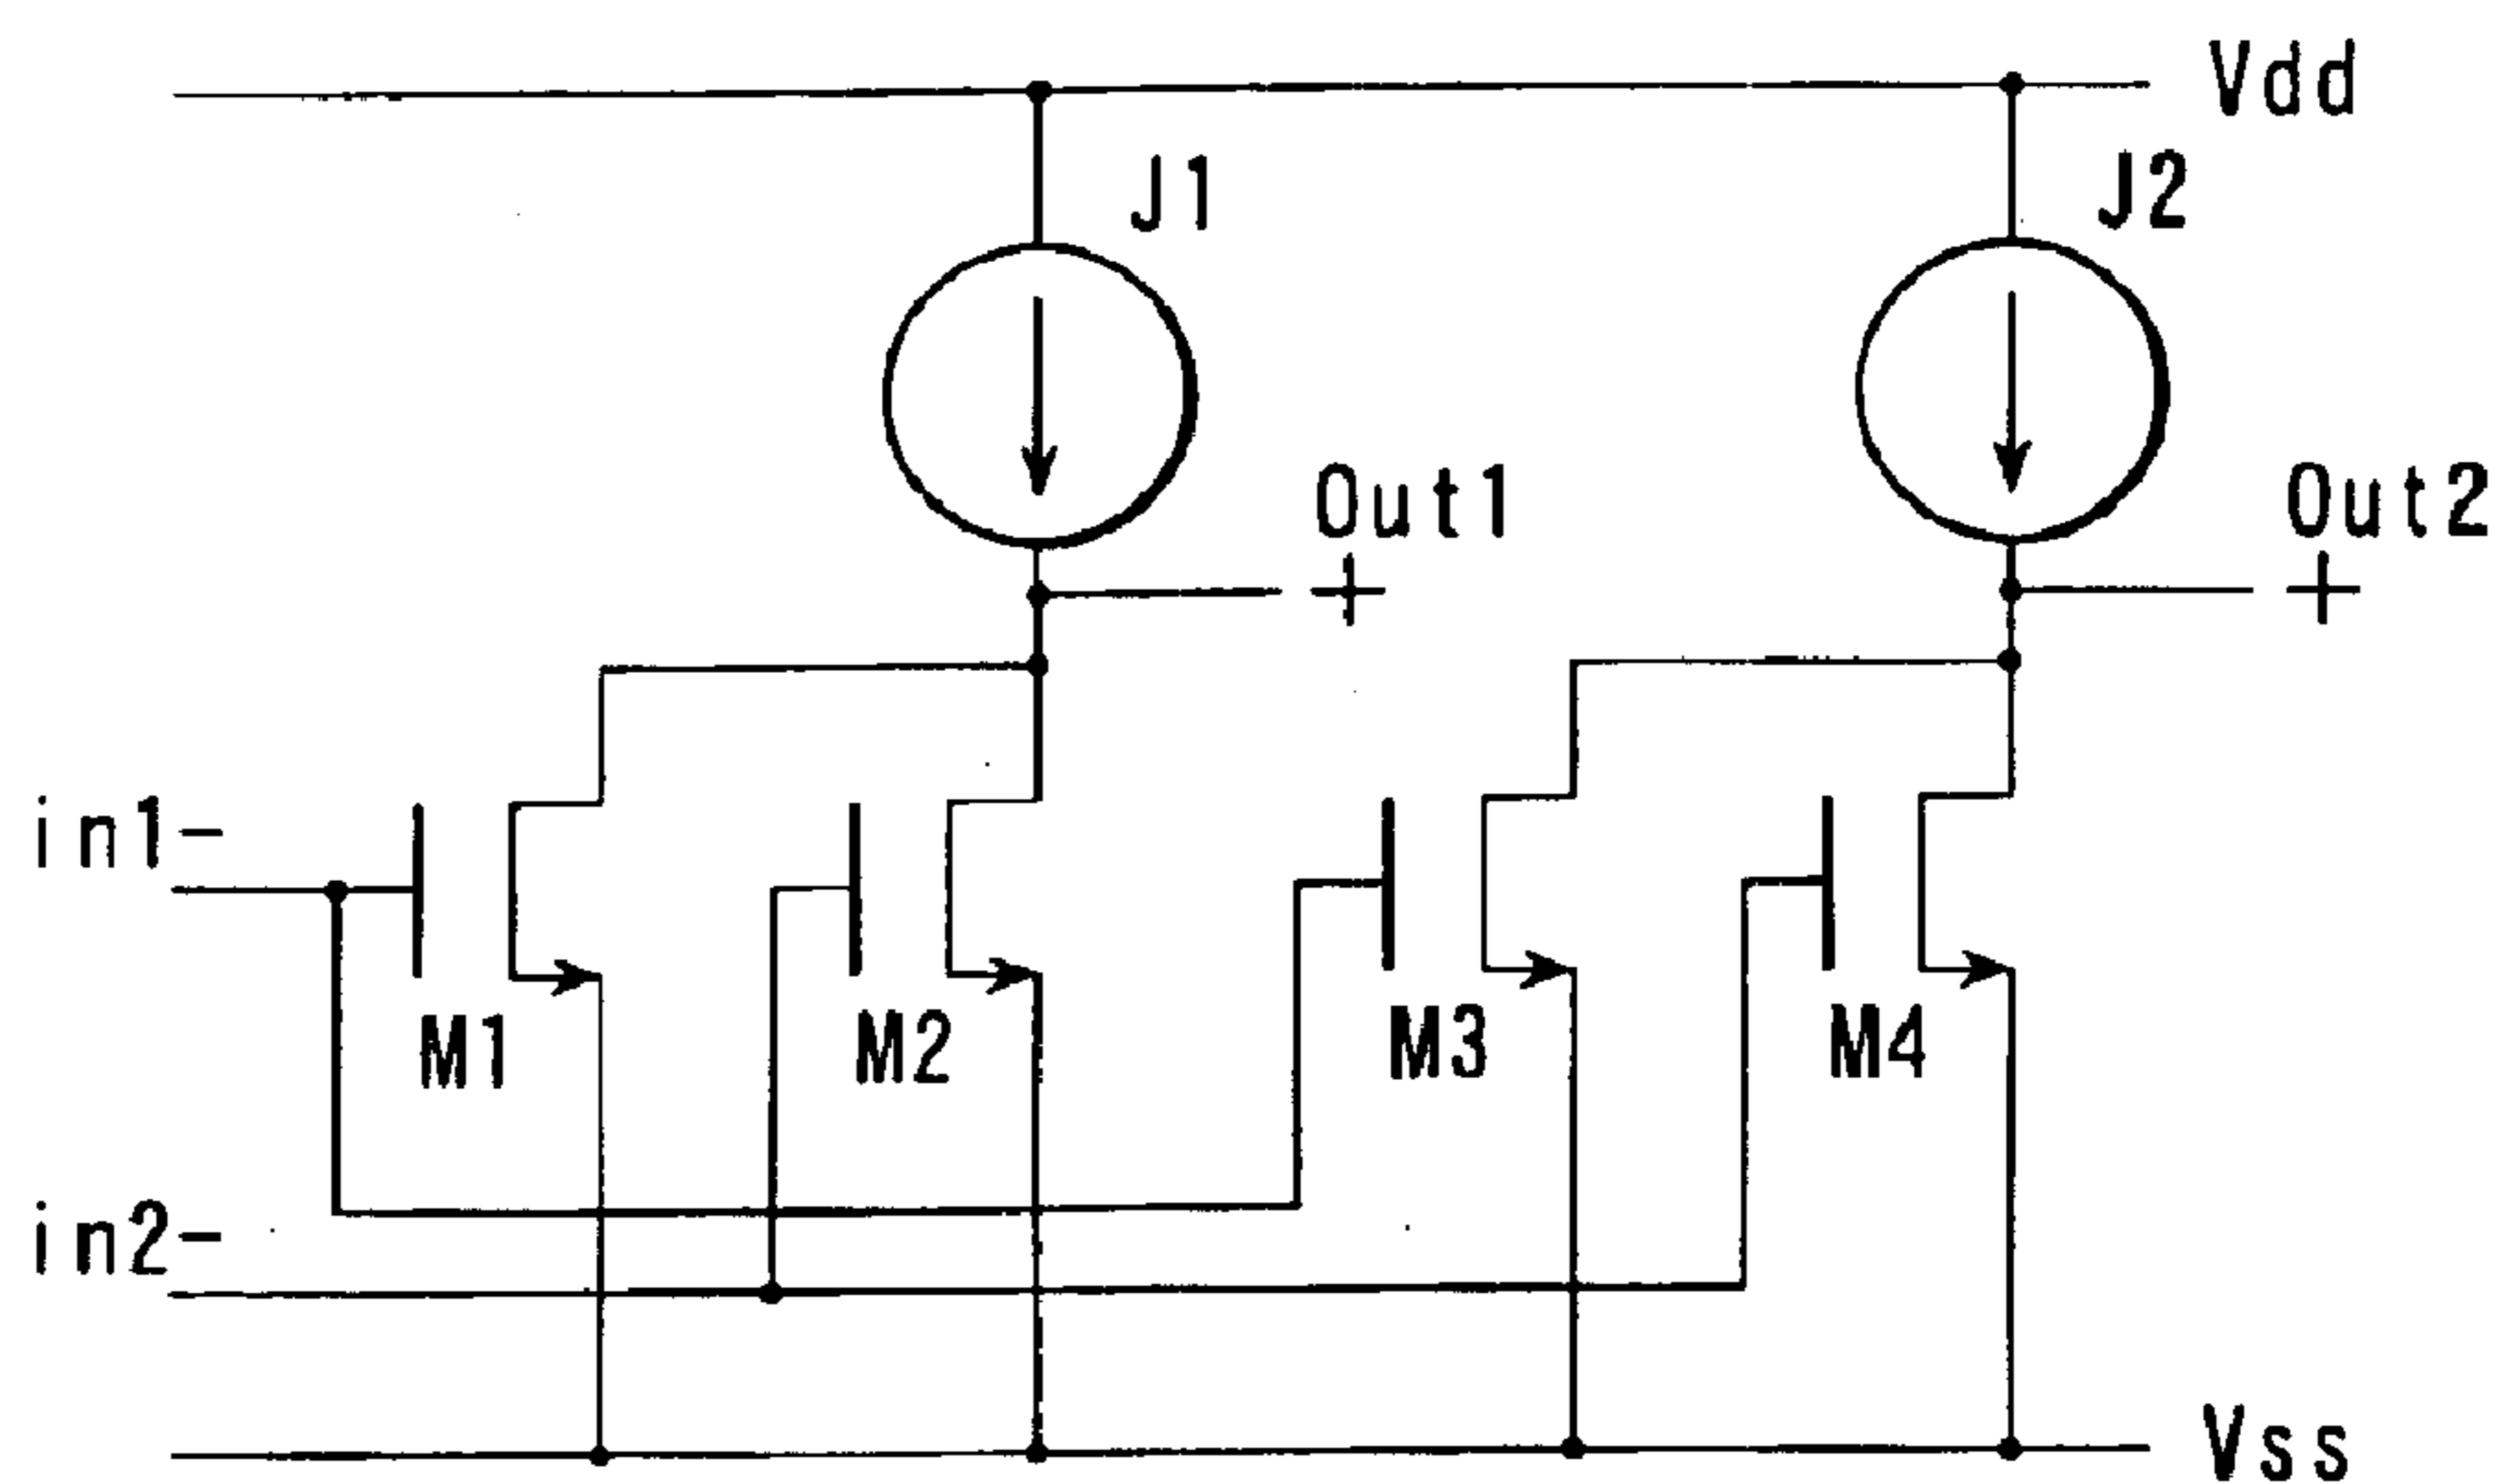 Vdd
J1
J2
Out1
+
Out2
+
in1-
M1
M2
M3
M4
in2-
Vss